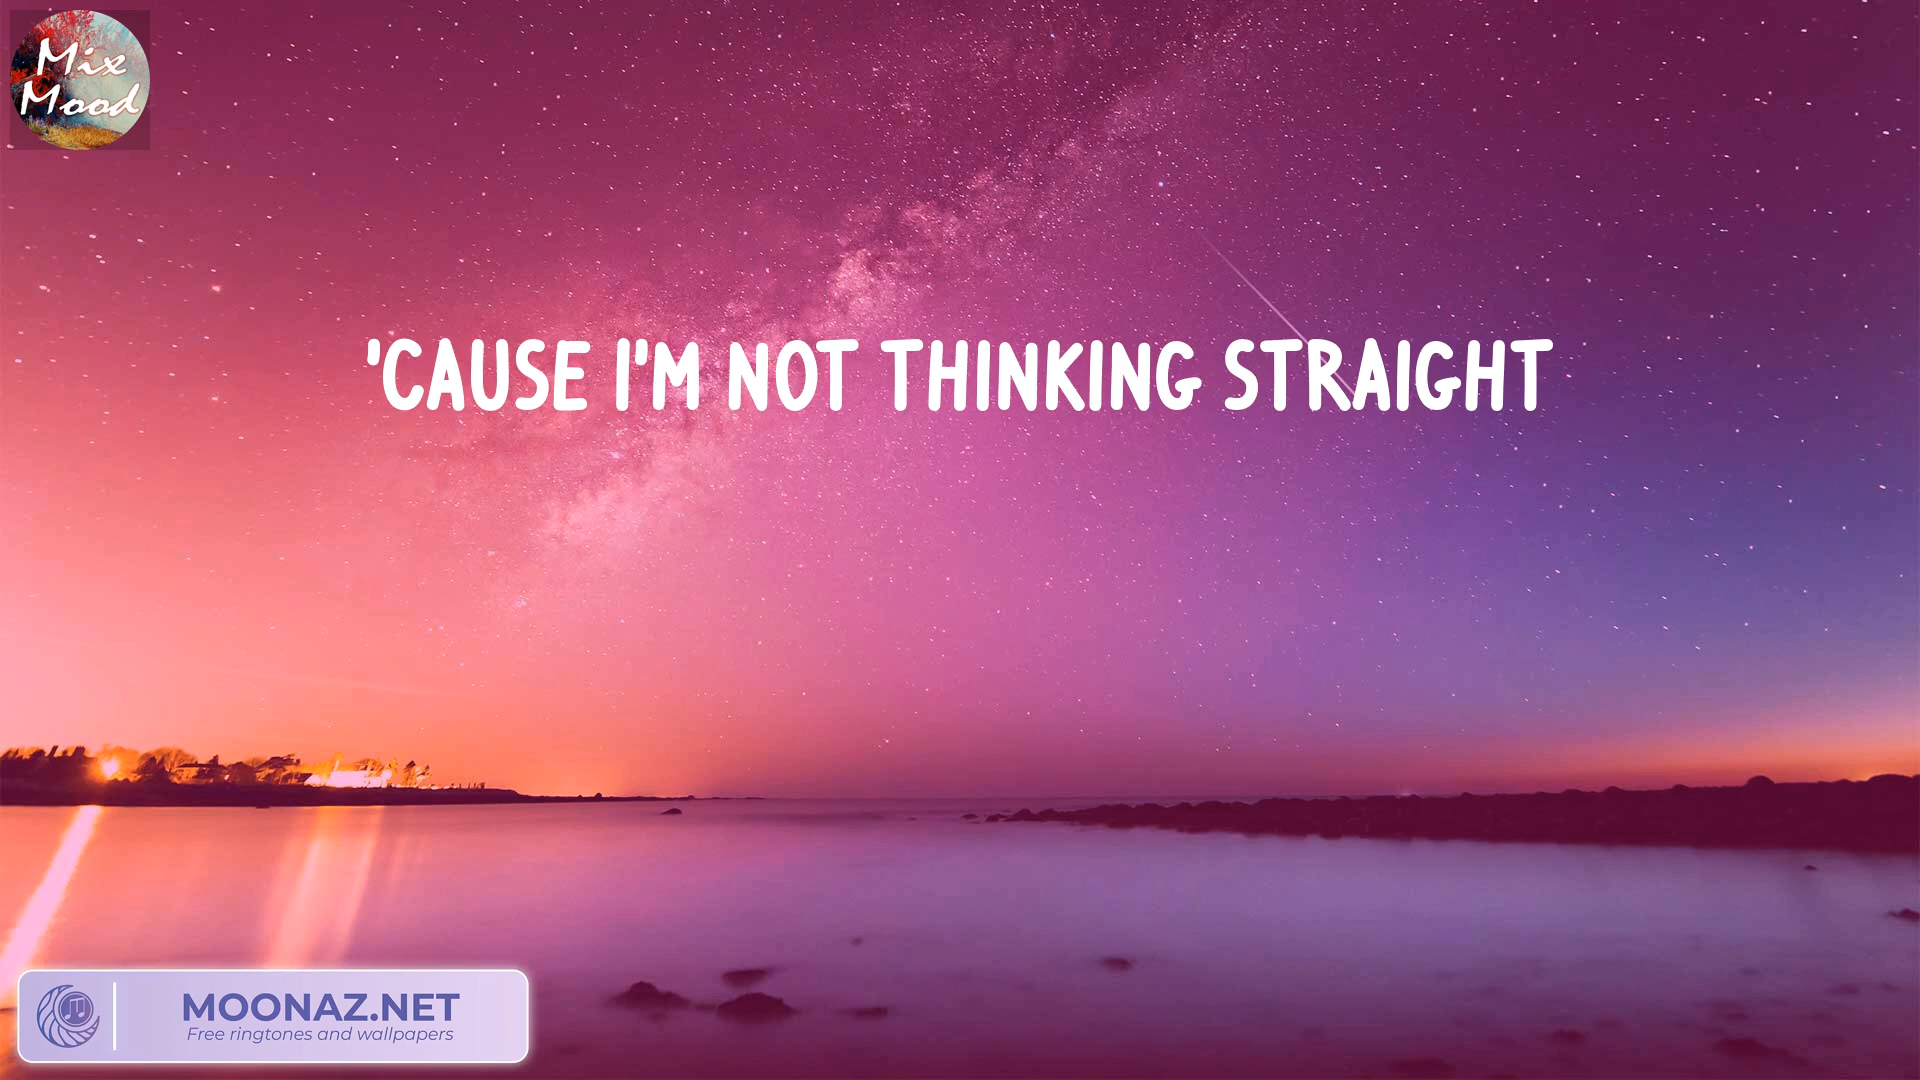 Mix
Mood
'CAUSE I'M NOT THINKING STRAIGHT
MOONAZ.NET
Free ringtones and wallpapers